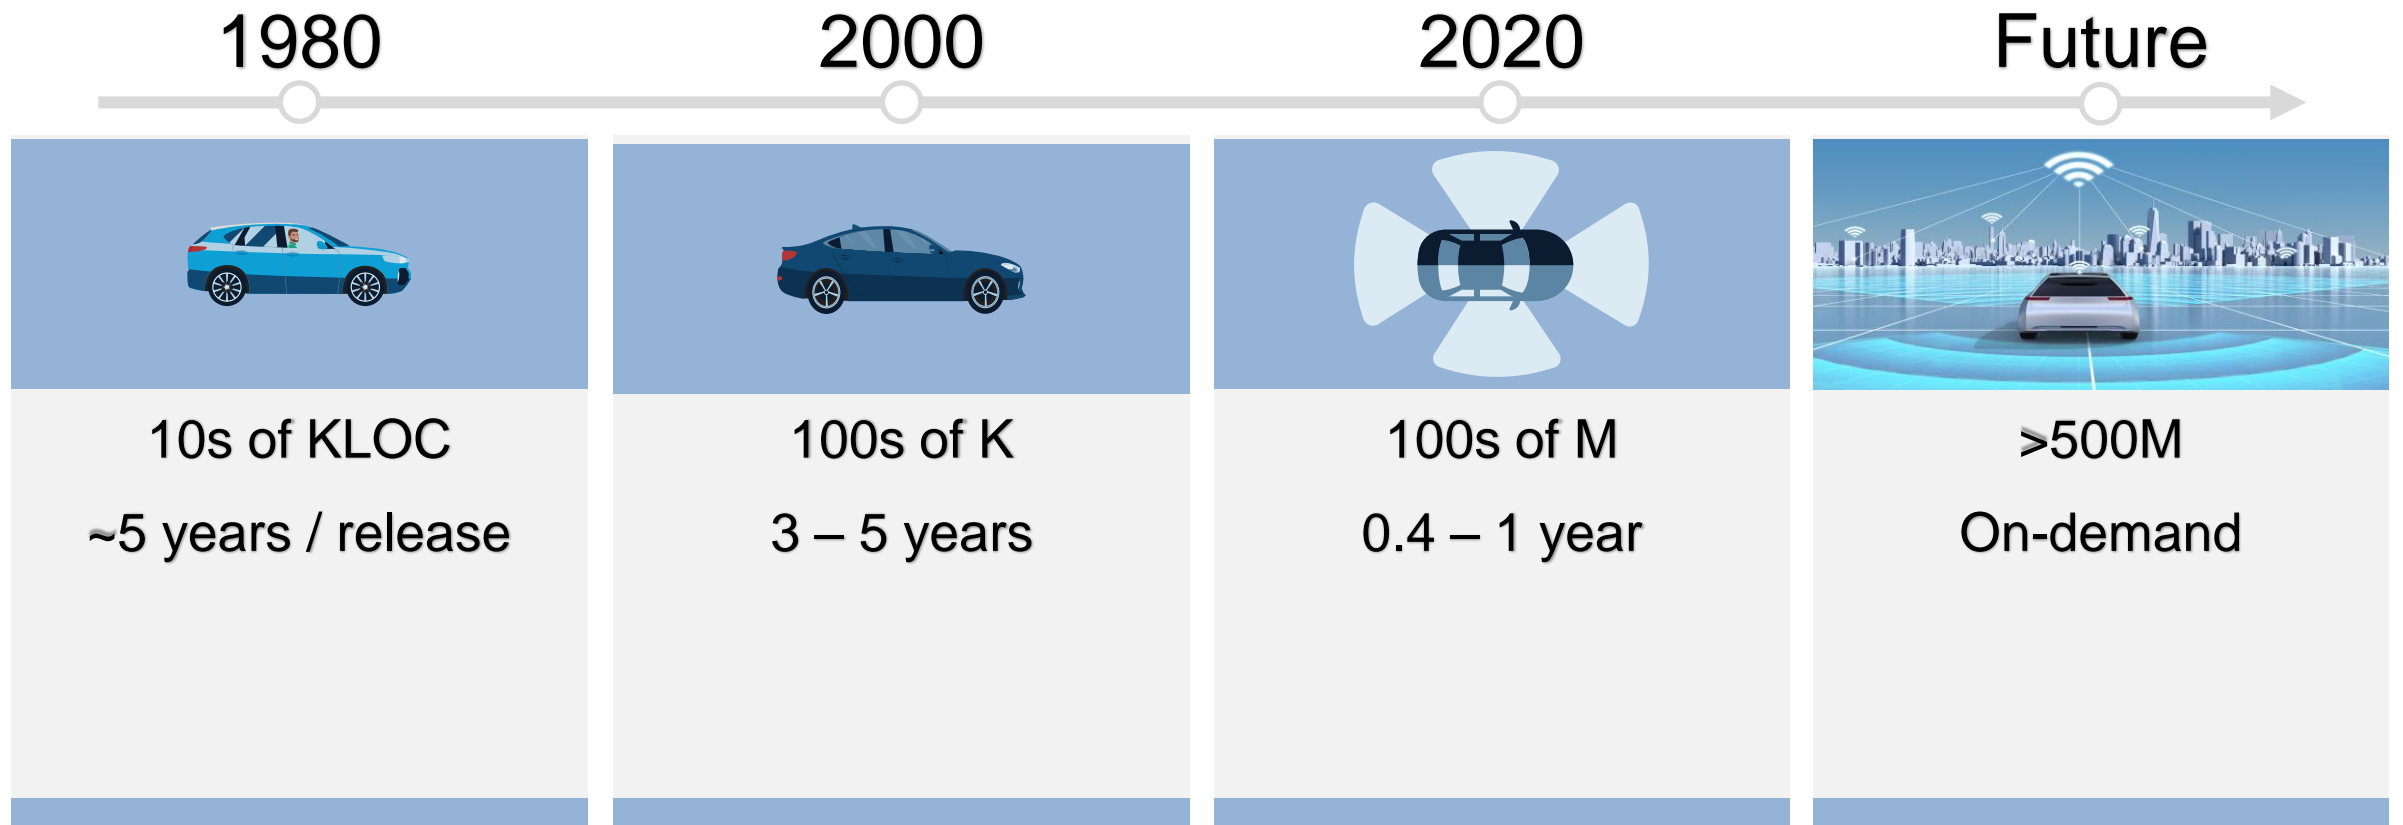 1980
2000
2020
Future
10s of KLOC
~5 years / release
100s of K
3 – 5 years
100s of M
0.4 – 1 year
>500M
On-demand